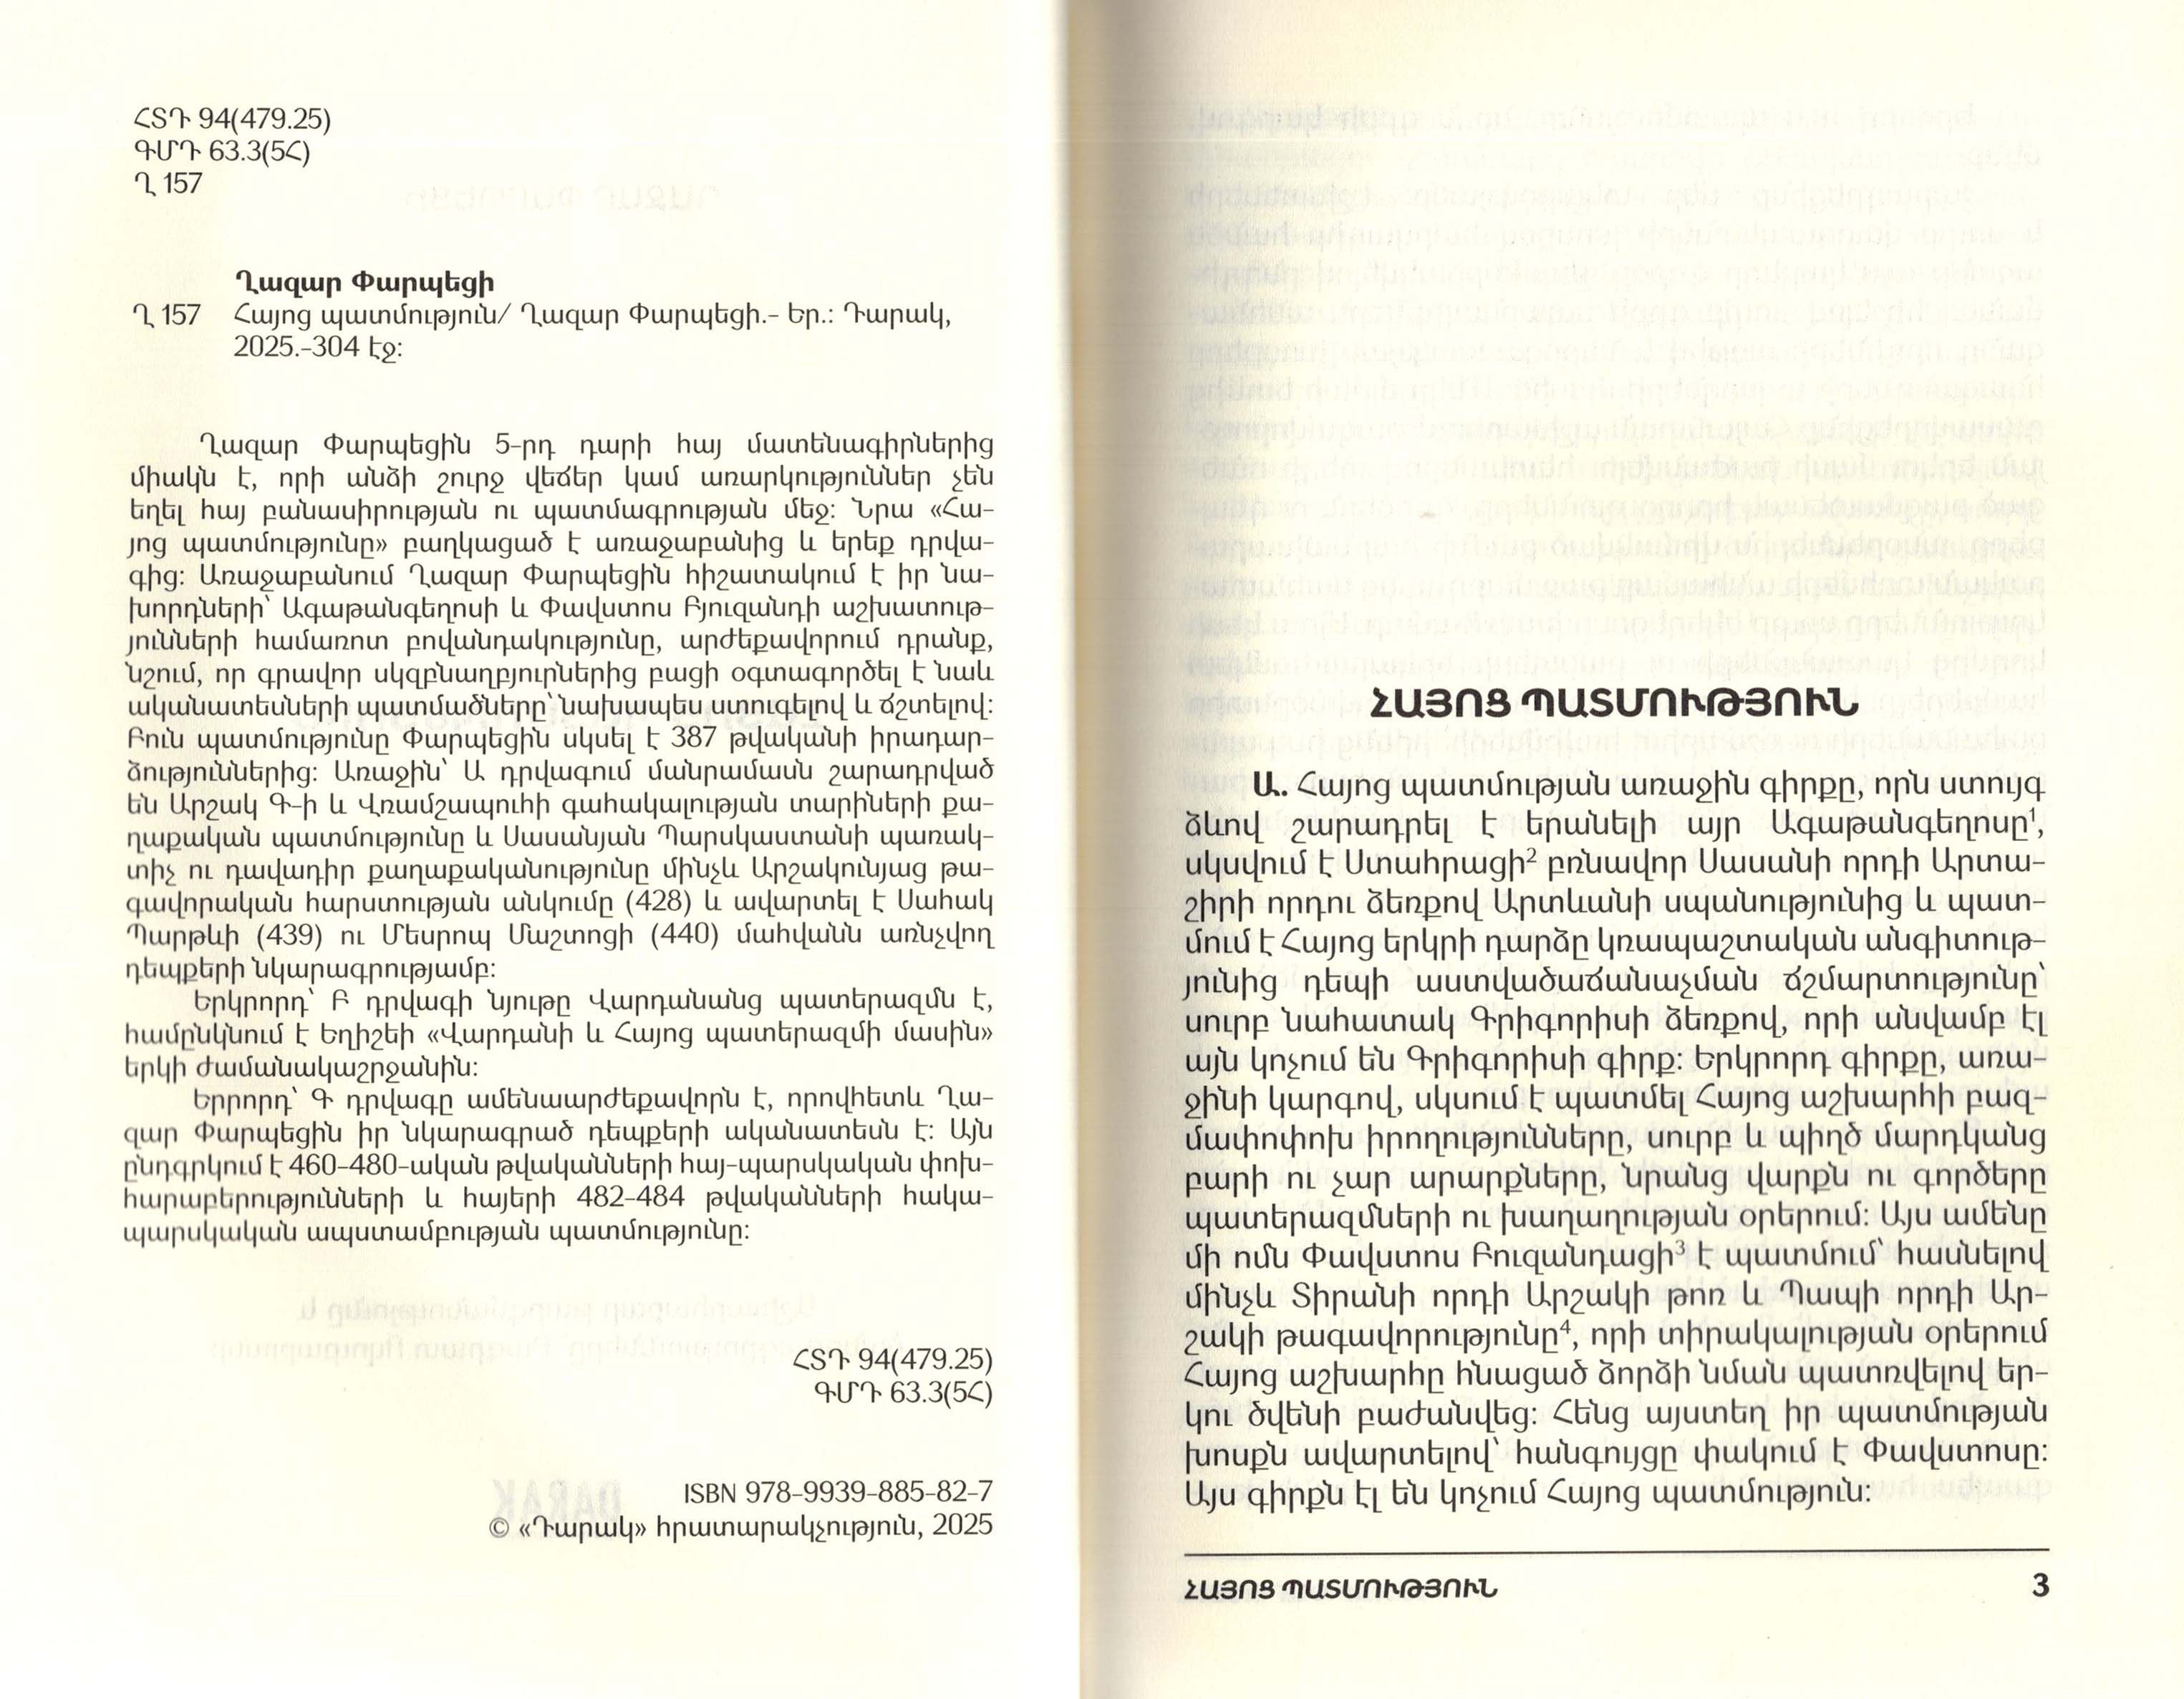 ՀՏԴ 94(479.25)
ԳՄԴ 63.3(5Հ)
Ղ 157
Ղազար Փարպեցի
Ղ 157 Հայոց պատմություն/ Ղազար Փարպեցի.- Եր.: Դարակ,
2025.-304 էջ:
Ղազար Փարպեցին 5-րդ դարի հայ մատենագիրներից
միակն է, որի անձի շուրջ վեճեր կամ առարկություններ չեն
եղել հայ բանասիրության ու պատմագրության մեջ: Նրա «Հա-
յոց պատմությունը» բաղկացած է առաջաբանից և երեք դրվա-
գից: Առաջաբանում Ղազար Փարպեցին հիշատակում է իր նա-
խորդների՝ Ագաթանգեղոսի և Փավստոս Բյուզանդի աշխատութ-
յունների համառոտ բովանդակությունը, արժեքավորում դրանք,
նշում, որ գրավոր սկզբնաղբյուրներից բացի օգտագործել է նաև
ականատեսների պատմածները՝ նախապես ստուգելով և ճշտելով:
Բուն պատմությունը Փարպեցին սկսել է 387 թվականի իրադար-
ձություններից: Առաջին՝ Ա դրվագում մանրամասն շարադրված
են Արշակ Գ-ի և Վռամշապուհի գահակալության տարիների քա-
ղաքական պատմությունը և Սասանյան Պարսկաստանի պառակ-
տիչ ու դավադիր քաղաքականությունը մինչև Արշակունյաց թա-
գավորական հարստության անկումը (428) և ավարտել է Սահակ
Պարթևի (439) ու Մեսրոպ Մաշտոցի (440) մահվանն առնչվող
դեպքերի նկարագրությամբ:
Երկրորդ՝ Բ դրվագի նյութը Վարդանանց պատերազմն է,
համընկնում է Եղիշեի «Վարդանի և Հայոց պատերազմի մասին»
երկի ժամանակաշրջանին:
Երրորդ՝ Գ դրվագը ամենաարժեքավորն է, որովհետև Ղա-
զար Փարպեցին իր նկարագրած դեպքերի ականատեսն է: Այն
ընդգրկում է 460-480-ական թվականների հայ-պարսկական փոխ-
հարաբերությունների և հայերի 482-484 թվականների հակա-
պարսկական ապստամբության պատմությունը:
ՀՏԴ 94(479.25)
ԳՄԴ 63.3(5Հ)
ISBN 978-9939-885-82-7
© «Դարակ» հրատարակչություն, 2025
ՀԱՅՈՑ ՊԱՏՄՈՒԹՅՈՒՆ
Ա. Հայոց պատմության առաջին գիրքը, որն ստույգ
ձևով շարադրել է երանելի այր Ագաթանգեղոսը¹,
սկսվում է Ստահրացի² բռնավոր Սասանի որդի Արտա-
շիրի որդու ձեռքով Արտևանի սպանությունից և պատ-
մում է Հայոց երկրի դարձը կռապաշտական անգիտութ-
յունից դեպի աստվածաճանաչման ճշմարտությունը՝
սուրբ նահատակ Գրիգորիսի ձեռքով, որի անվամբ էլ
այն կոչում են Գրիգորիսի գիրք: Երկրորդ գիրքը, առա-
ջինի կարգով, սկսում է պատմել Հայոց աշխարհի բազ-
մափոփոխ իրողությունները, սուրբ և պիղծ մարդկանց
բարի ու չար արարքները, նրանց վարքն ու գործերը
պատերազմների ու խաղաղության օրերում: Այս ամենը
մի ոմն Փավստոս Բուզանդացի³ է պատմում՝ հասնելով
մինչև Տիրանի որդի Արշակի թոռ և Պապի որդի Ար-
շակի թագավորությունը⁴, որի տիրակալության օրերում
Հայոց աշխարհը հնացած ձորձի նման պատռվելով եր-
կու ծվենի բաժանվեց: Հենց այստեղ իր պատմության
խոսքն ավարտելով՝ հանգույցը փակում է Փավստոսը:
Այս գիրքն էլ են կոչում Հայոց պատմություն:
ՀԱՅՈՑ ՊԱՏՄՈՒԹՅՈՒՆ 3